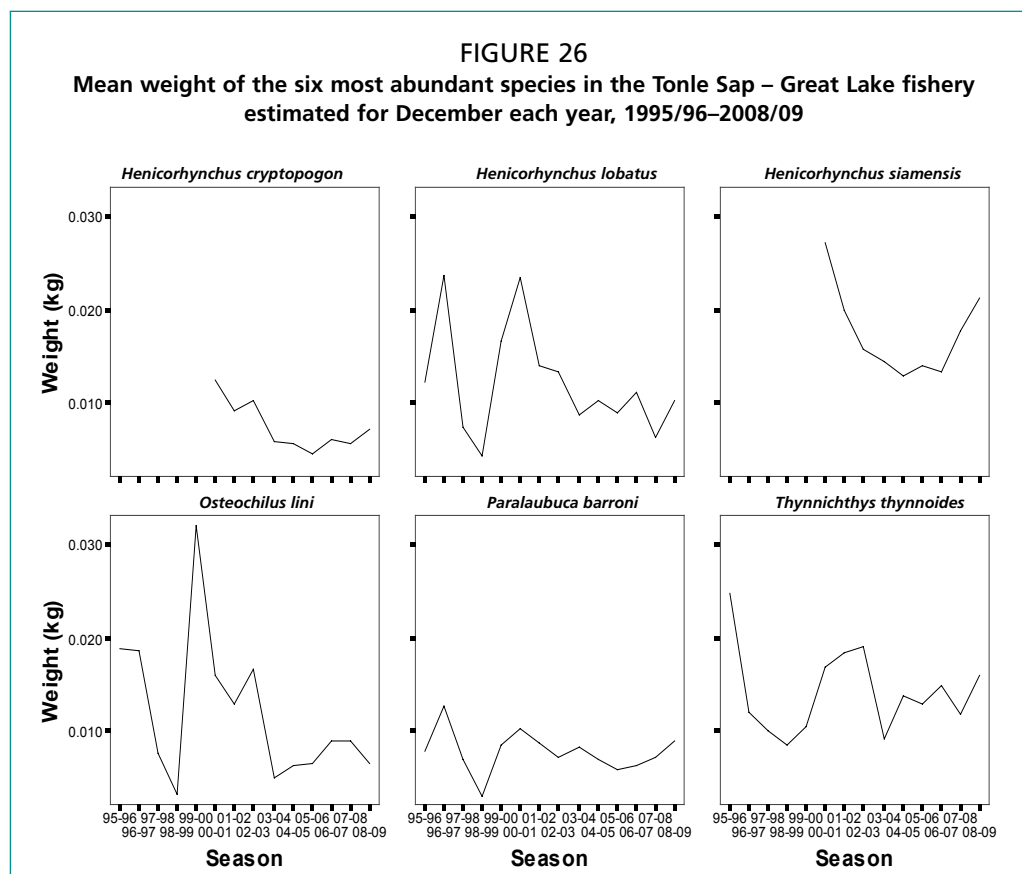 FIGURE 26
Mean weight of the six most abundant species in the Tonle Sap – Great Lake fishery
estimated for December each year, 1995/96–2008/09
Henicorhynchus cryptopogon
Henicorhynchus lobatus
Henicorhynchus siamensis
Weight (kg)
0.030
0.020
0.010
Osteochilus lini
Paralaubuca barroni
Thynnichthys thynnoides
Weight (kg)
0.030
0.020
0.010
95-96 97-98 99-00 01-02 03-04 05-06 07-08
96-97 98-99 00-01 02-03 04-05 06-07 08-09
Season
95-96 97-98 99-00 01-02 03-04 05-06 07-08
96-97 98-99 00-01 02-03 04-05 06-07 08-09
Season
95-96 97-98 99-00 01-02 03-04 05-06 07-08
96-97 98-99 00-01 02-03 04-05 06-07 08-09
Season